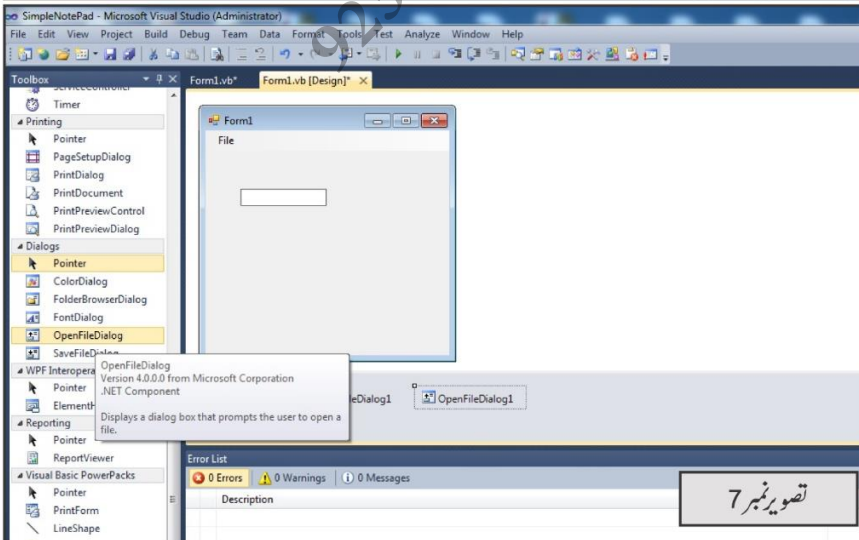 SimpleNotePad - Microsoft Visual Studio (Administrator)
File Edit View Project Build Debug Team Data Format Tools Test Analyze Window Help
Toolbox
Form1.vb*
Form1.vb [Design]*
Timer
Printing
Pointer
PageSetupDialog
PrintDialog
PrintDocument
PrintPreviewControl
PrintPreviewDialog
Dialogs
Pointer
ColorDialog
FolderBrowserDialog
FontDialog
OpenFileDialog
WPF
Pointer
Reporting
Pointer
ReportViewer
Visual Basic PowerPacks
Pointer
PrintForm
LineShape
Form1
File
OpenFileDialog
Version 4.0.0.0 from Microsoft Corporation
.NET Component
Displays a dialog box that prompts the user to open a
file.
OpenFileDialog1
Error List
0 Errors
0 Warnings
0 Messages
Description
تصویر نمبر 7